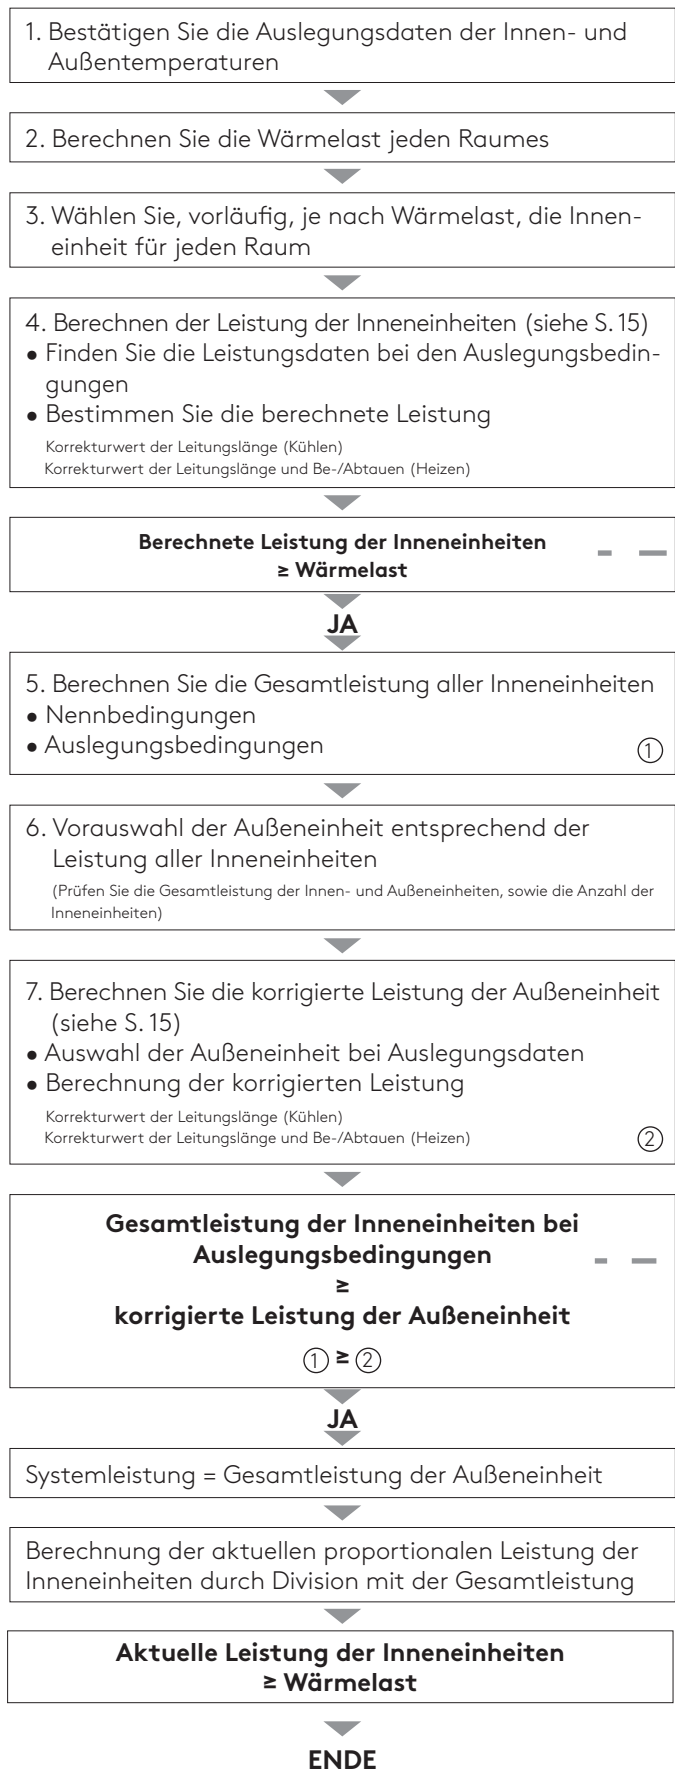 1. Bestätigen Sie die Auslegungsdaten der Innen- und
Außentemperaturen
2. Berechnen Sie die Wärmelast jeden Raumes
3. Wählen Sie, vorläufig, je nach Wärmelast, die Innen-
einheit für jeden Raum
4. Berechnen der Leistung der Inneneinheiten (siehe S. 15)
• Finden Sie die Leistungsdaten bei den Auslegungsbedin-
gungen
• Bestimmen Sie die berechnete Leistung
Korrekturwert der Leitungslänge (Kühlen)
Korrekturwert der Leitungslänge und Be-/Abtauen (Heizen)
Berechnete Leistung der Inneneinheiten
≥ Wärmelast
JA
5. Berechnen Sie die Gesamtleistung aller Inneneinheiten
• Nennbedingungen
• Auslegungsbedingungen ①
6. Vorauswahl der Außeneinheit entsprechend der
Leistung aller Inneneinheiten
(Prüfen Sie die Gesamtleistung der Innen- und Außeneinheiten, sowie die Anzahl der
Inneneinheiten)
7. Berechnen Sie die korrigierte Leistung der Außeneinheit
(siehe S. 15)
• Auswahl der Außeneinheit bei Auslegungsdaten
• Berechnung der korrigierten Leistung
Korrekturwert der Leitungslänge (Kühlen)
Korrekturwert der Leitungslänge und Be-/Abtauen (Heizen) ②
Gesamtleistung der Inneneinheiten bei
Auslegungsbedingungen
≥
korrigierte Leistung der Außeneinheit
① ≥ ②
JA
Systemleistung = Gesamtleistung der Außeneinheit
Berechnung der aktuellen proportionalen Leistung der
Inneneinheiten durch Division mit der Gesamtleistung
Aktuelle Leistung der Inneneinheiten
≥ Wärmelast
ENDE